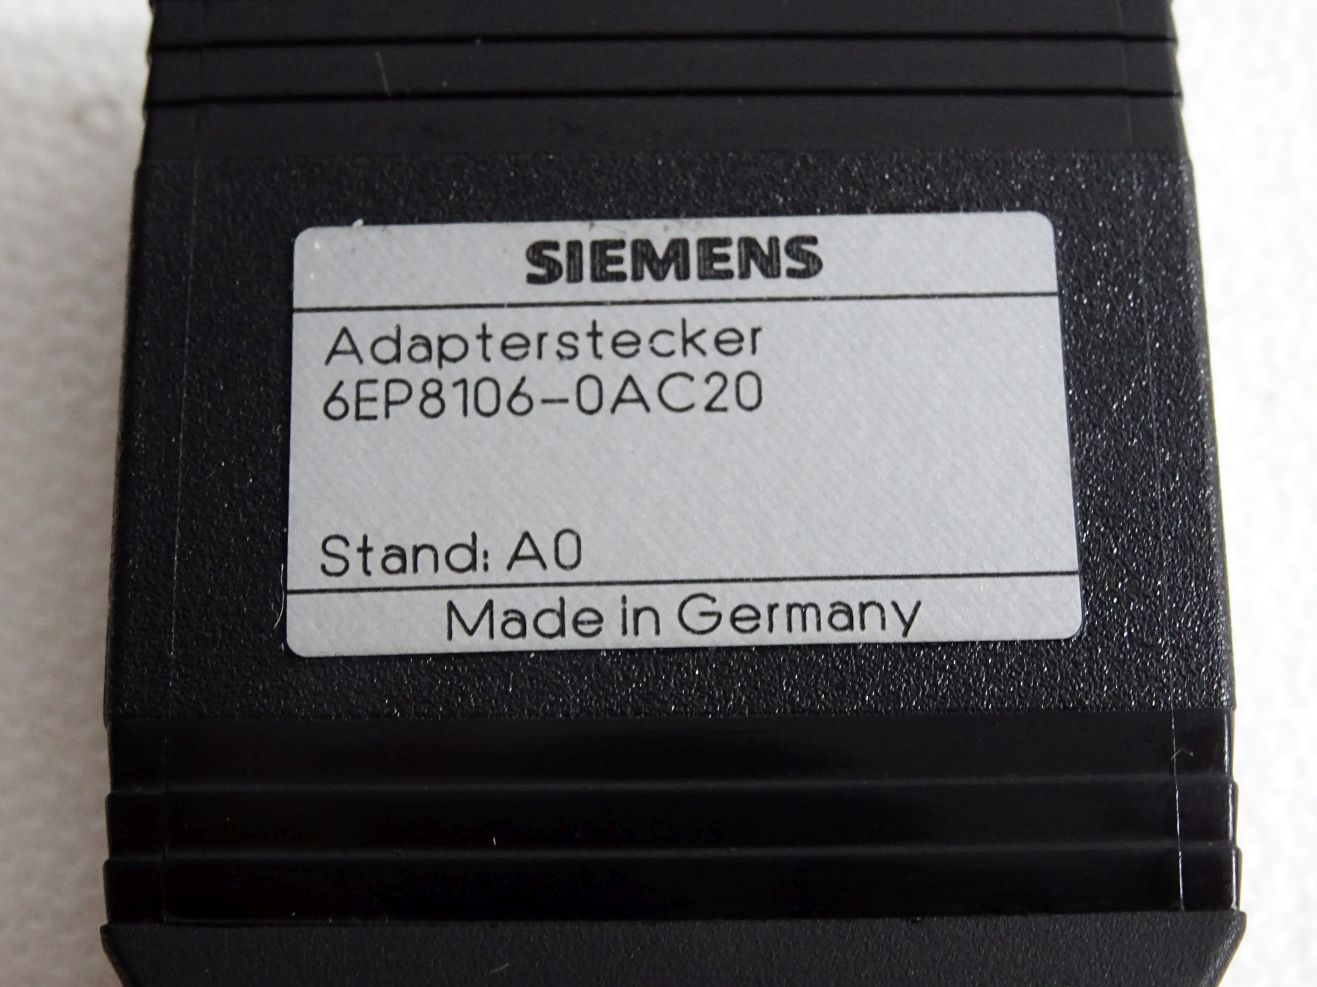 SIEMENS
Adapterstecker
6EP8106-0AC20
Stand: A0
Made in Germany